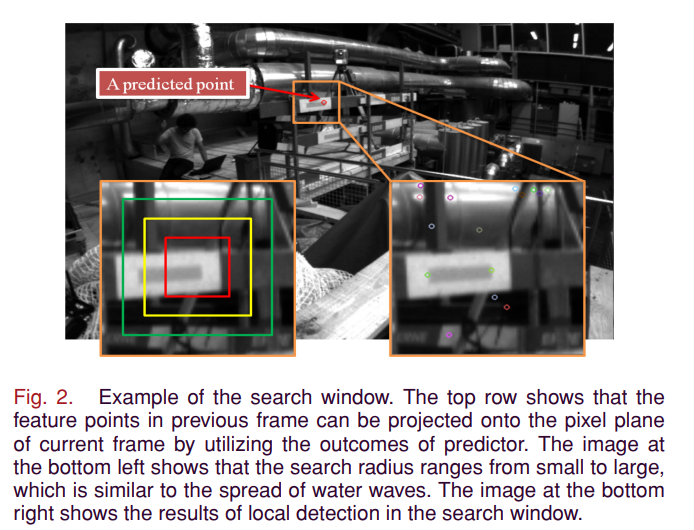 A predicted point
Fig. 2. Example of the search window. The top row shows that the
feature points in previous frame can be projected onto the pixel plane
of current frame by utilizing the outcomes of predictor. The image at
the bottom left shows that the search radius ranges from small to large,
which is similar to the spread of water waves. The image at the bottom
right shows the results of local detection in the search window.